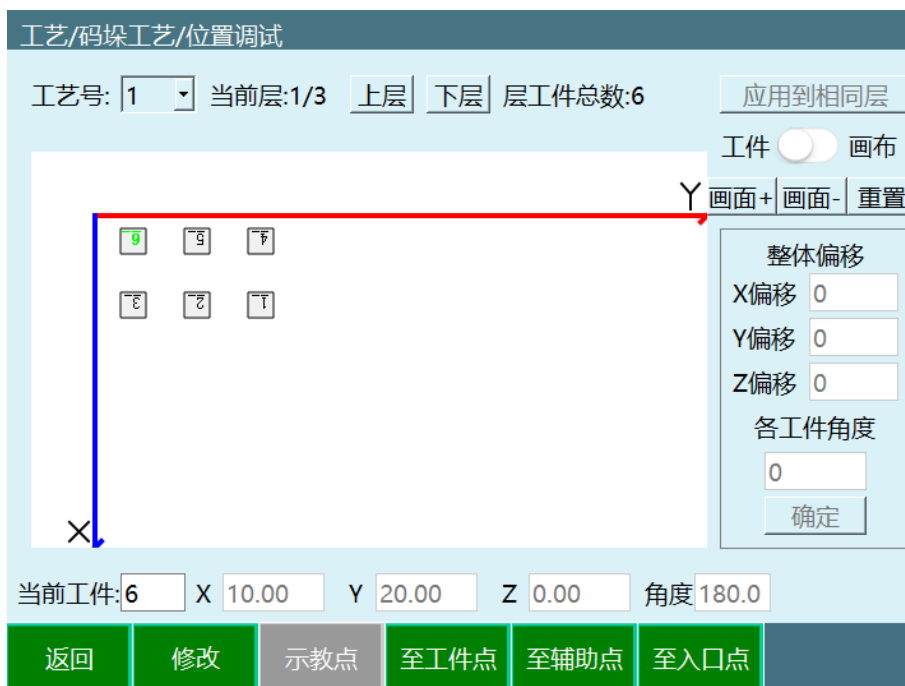 工艺/码垛工艺/位置调试
工艺号: 1 当前层:1/3 上层 下层 层工件总数:6 应用到相同层
工件 画布
画面+ 画面- 重置
Y
6 5 4
3 2 1
X
整体偏移
X偏移 0
Y偏移 0
Z偏移 0
各工件角度
0
确定
当前工件:6 X 10.00 Y 20.00 Z 0.00 角度 180.0
返回 修改 示教点 至工件点 至辅助点 至入口点